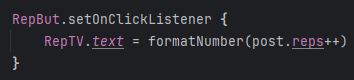 RepBut.setOnClickListener {
    RepTV.text = formatNumber(post.reps++)
}